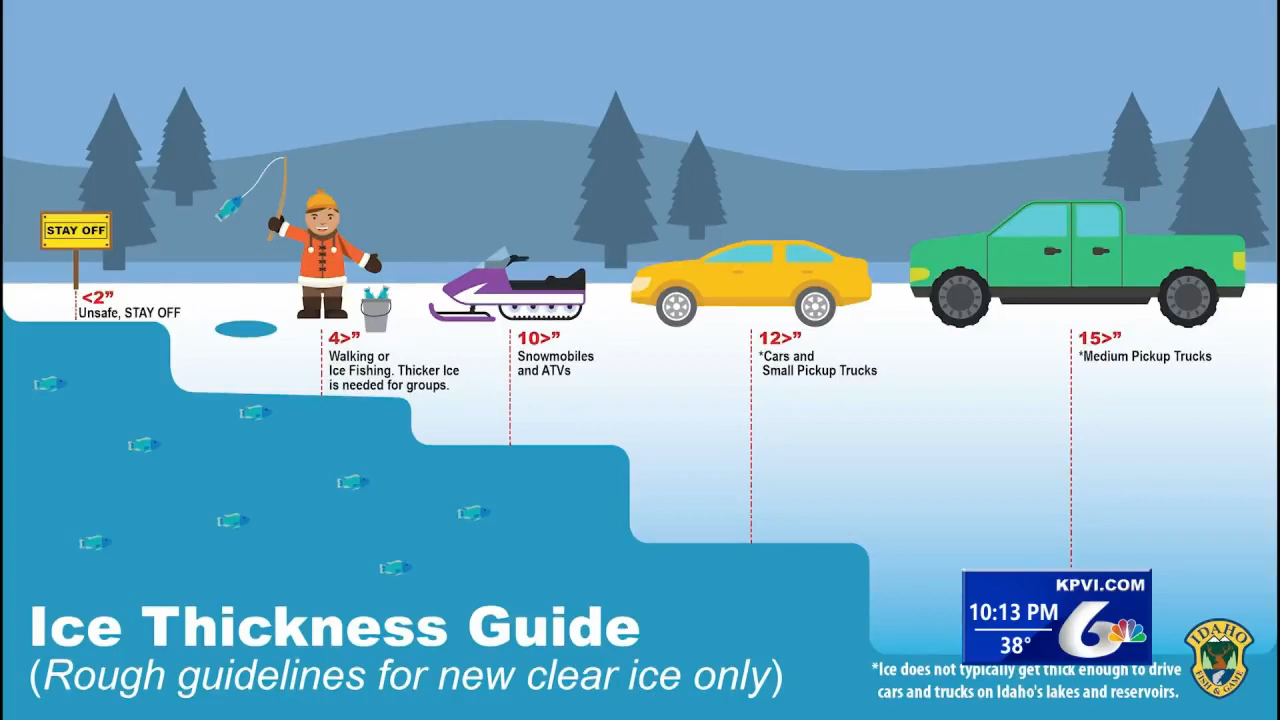 STAY OFF
<2”
Unsafe, STAY OFF
4>”
Walking or
Ice Fishing. Thicker Ice
is needed for groups.
10>”
Snowmobiles
and ATVs
12>”
*Cars and
Small Pickup Trucks
15>”
*Medium Pickup Trucks
Ice Thickness Guide
(Rough guidelines for new clear ice only)
KPVI.COM
10:13 PM
38°
6
*Ice does not typically get thick enough to drive
cars and trucks on Idaho's lakes and reservoirs.
IDAHO
FISH & GAME